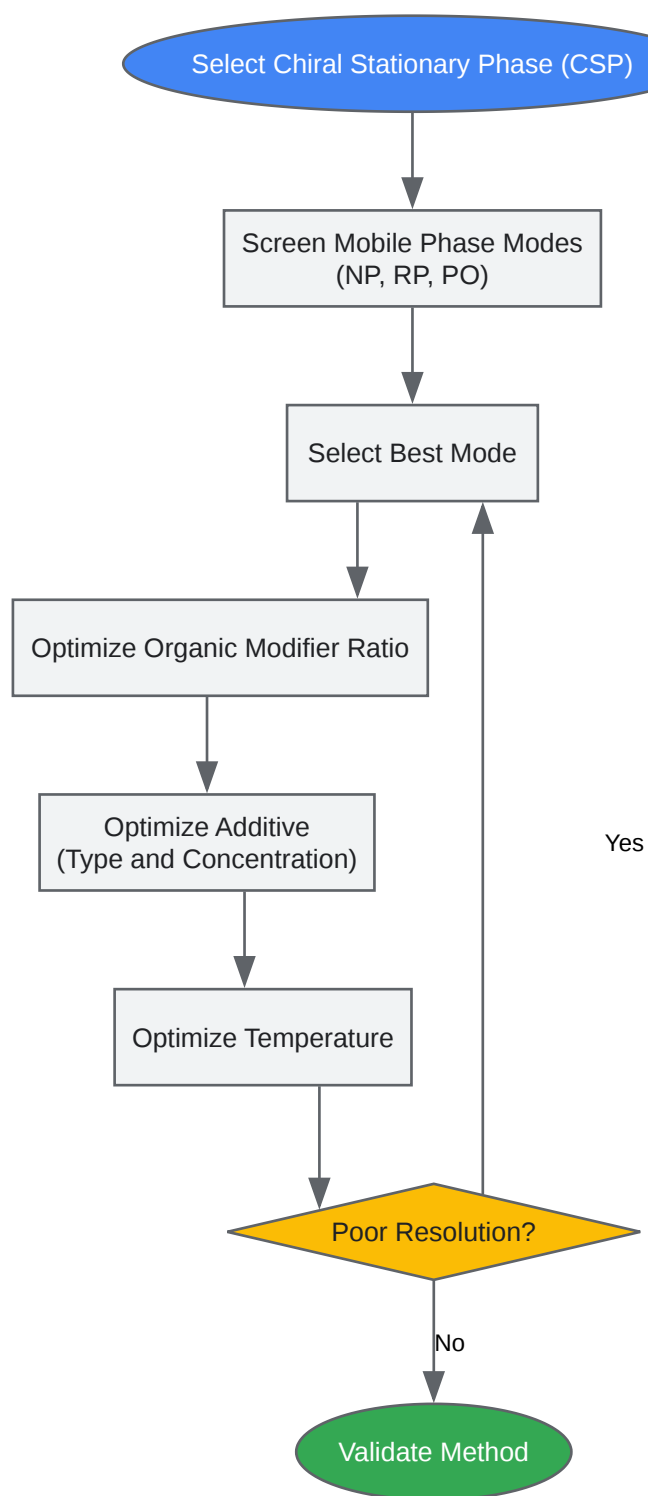 Select Chiral Stationary Phase (CSP)
Screen Mobile Phase Modes
(NP, RP, PO)
Select Best Mode
Optimize Organic Modifier Ratio
Optimize Additive
(Type and Concentration)
Yes
Optimize Temperature
Poor Resolution?
No
Validate Method